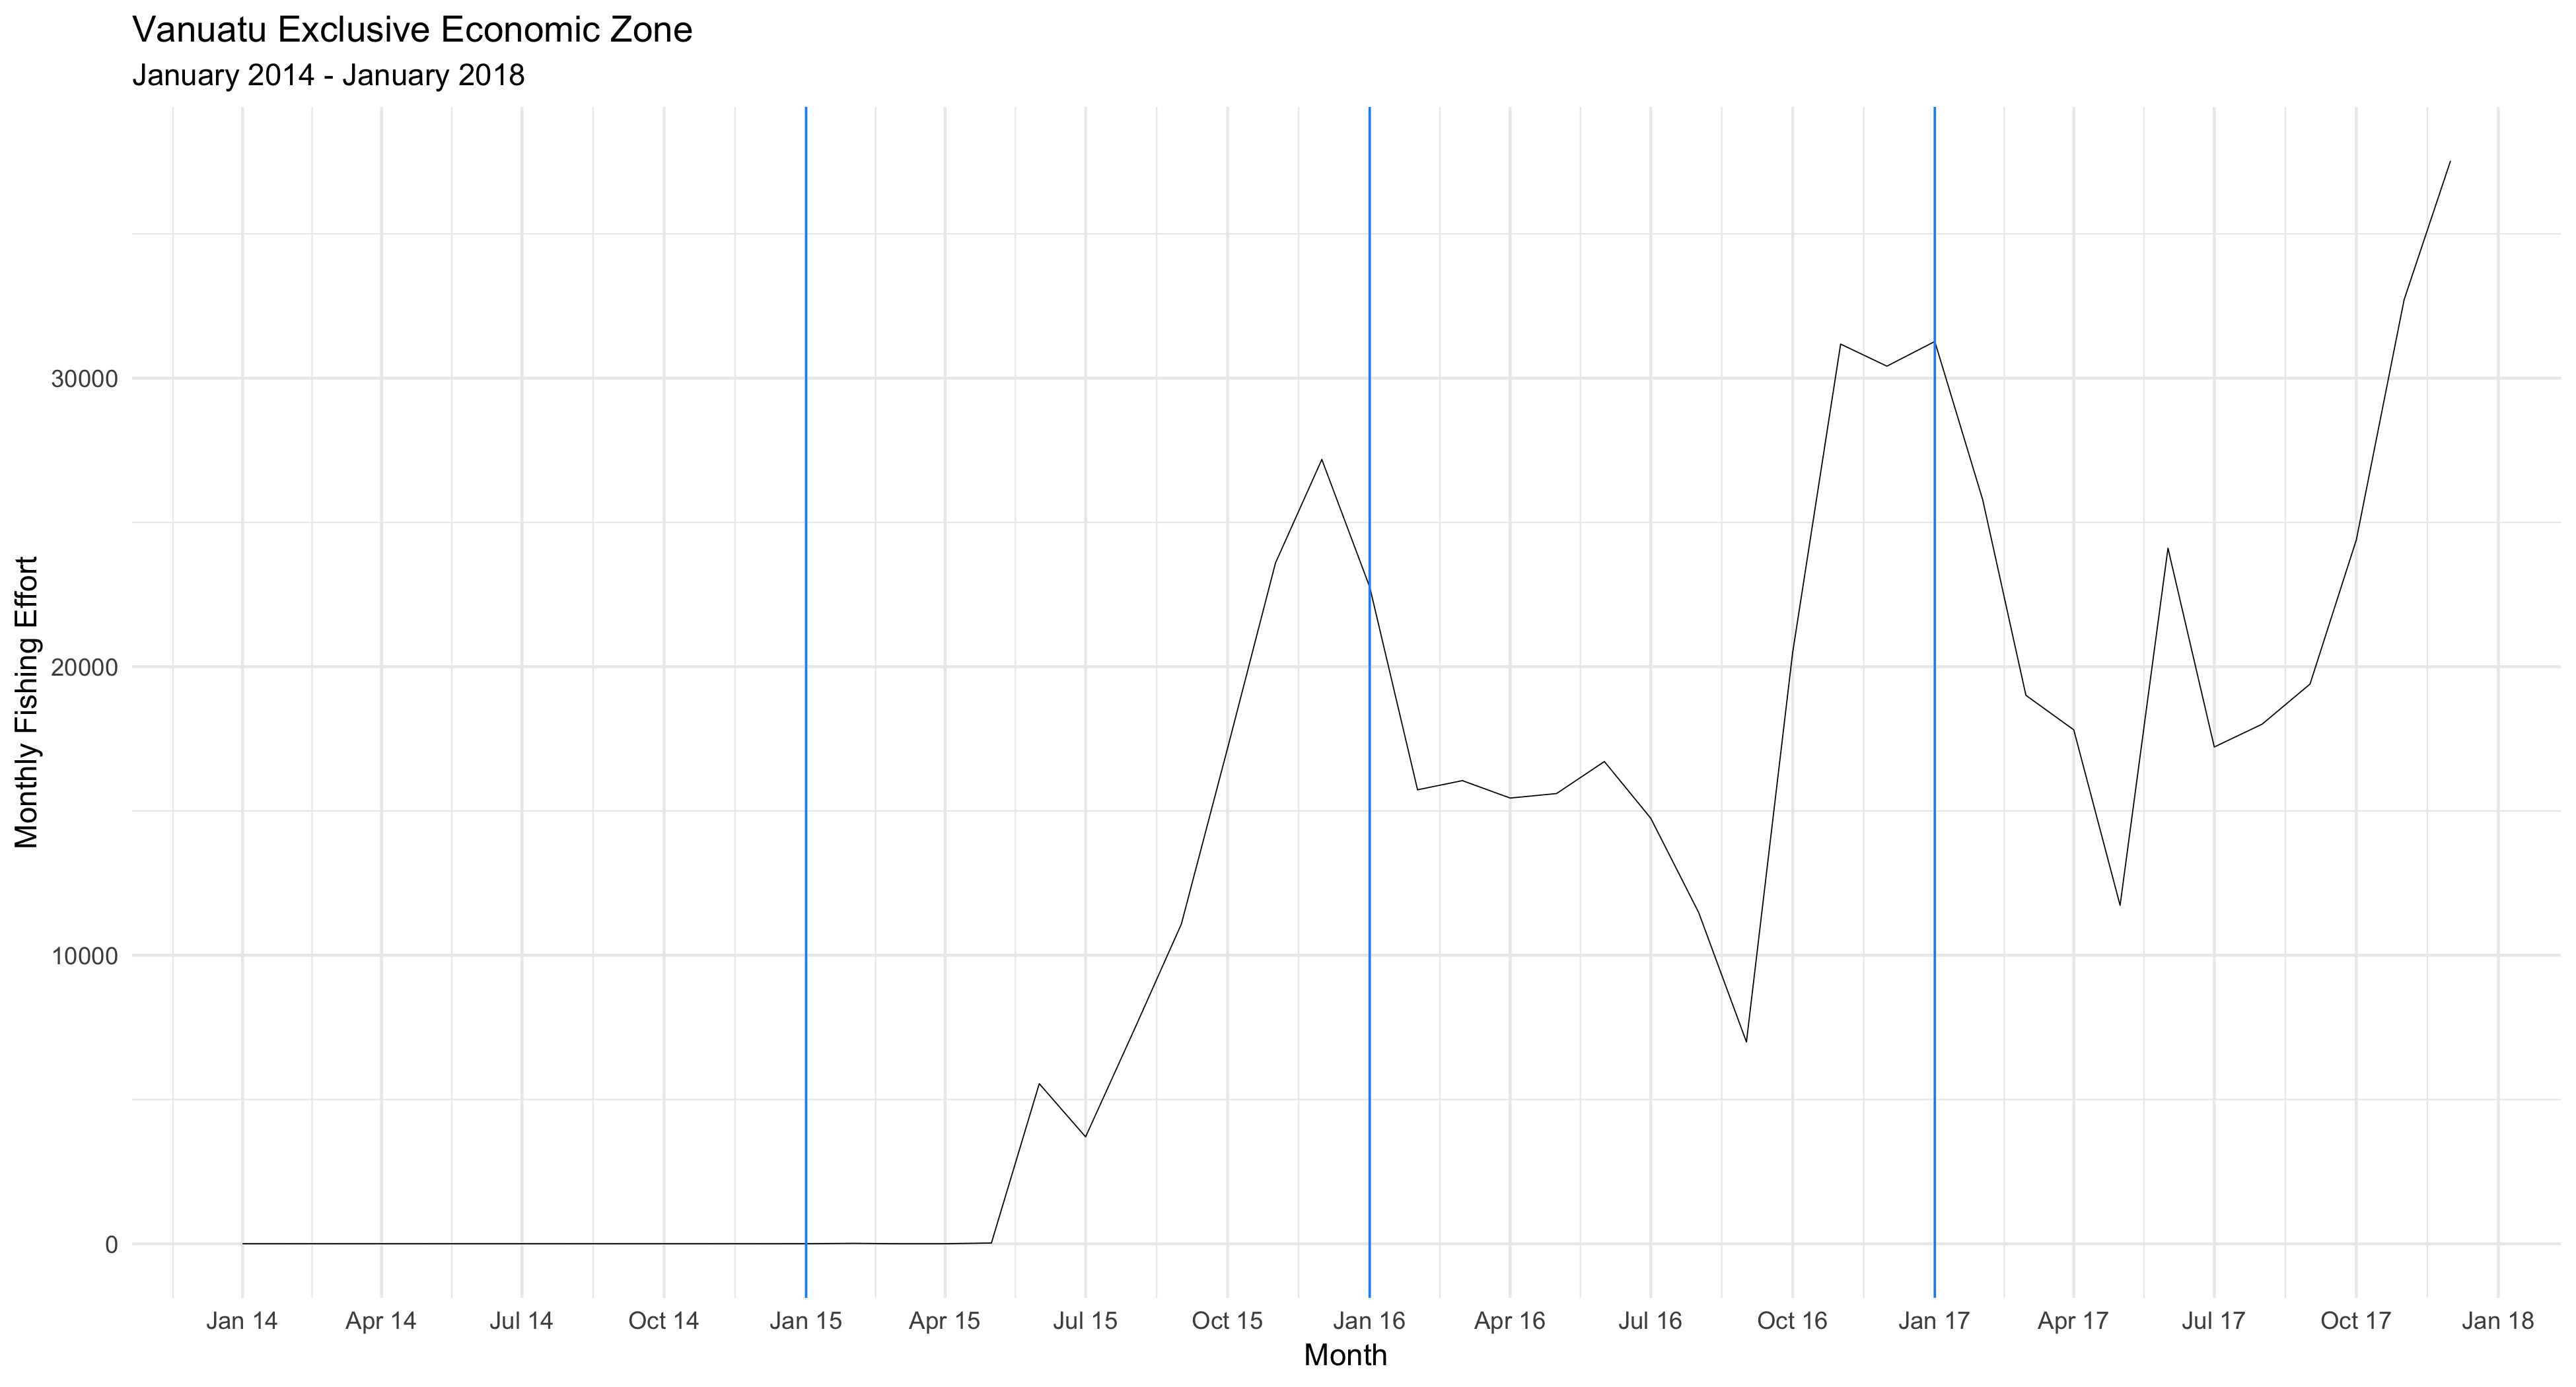 Vanuatu Exclusive Economic Zone
January 2014 - January 2018
Monthly Fishing Effort
30000
20000
10000
0
Jan 14 Apr 14 Jul 14 Oct 14 Jan 15 Apr 15 Jul 15 Oct 15 Jan 16 Apr 16 Jul 16 Oct 16 Jan 17 Apr 17 Jul 17 Oct 17 Jan 18
Month